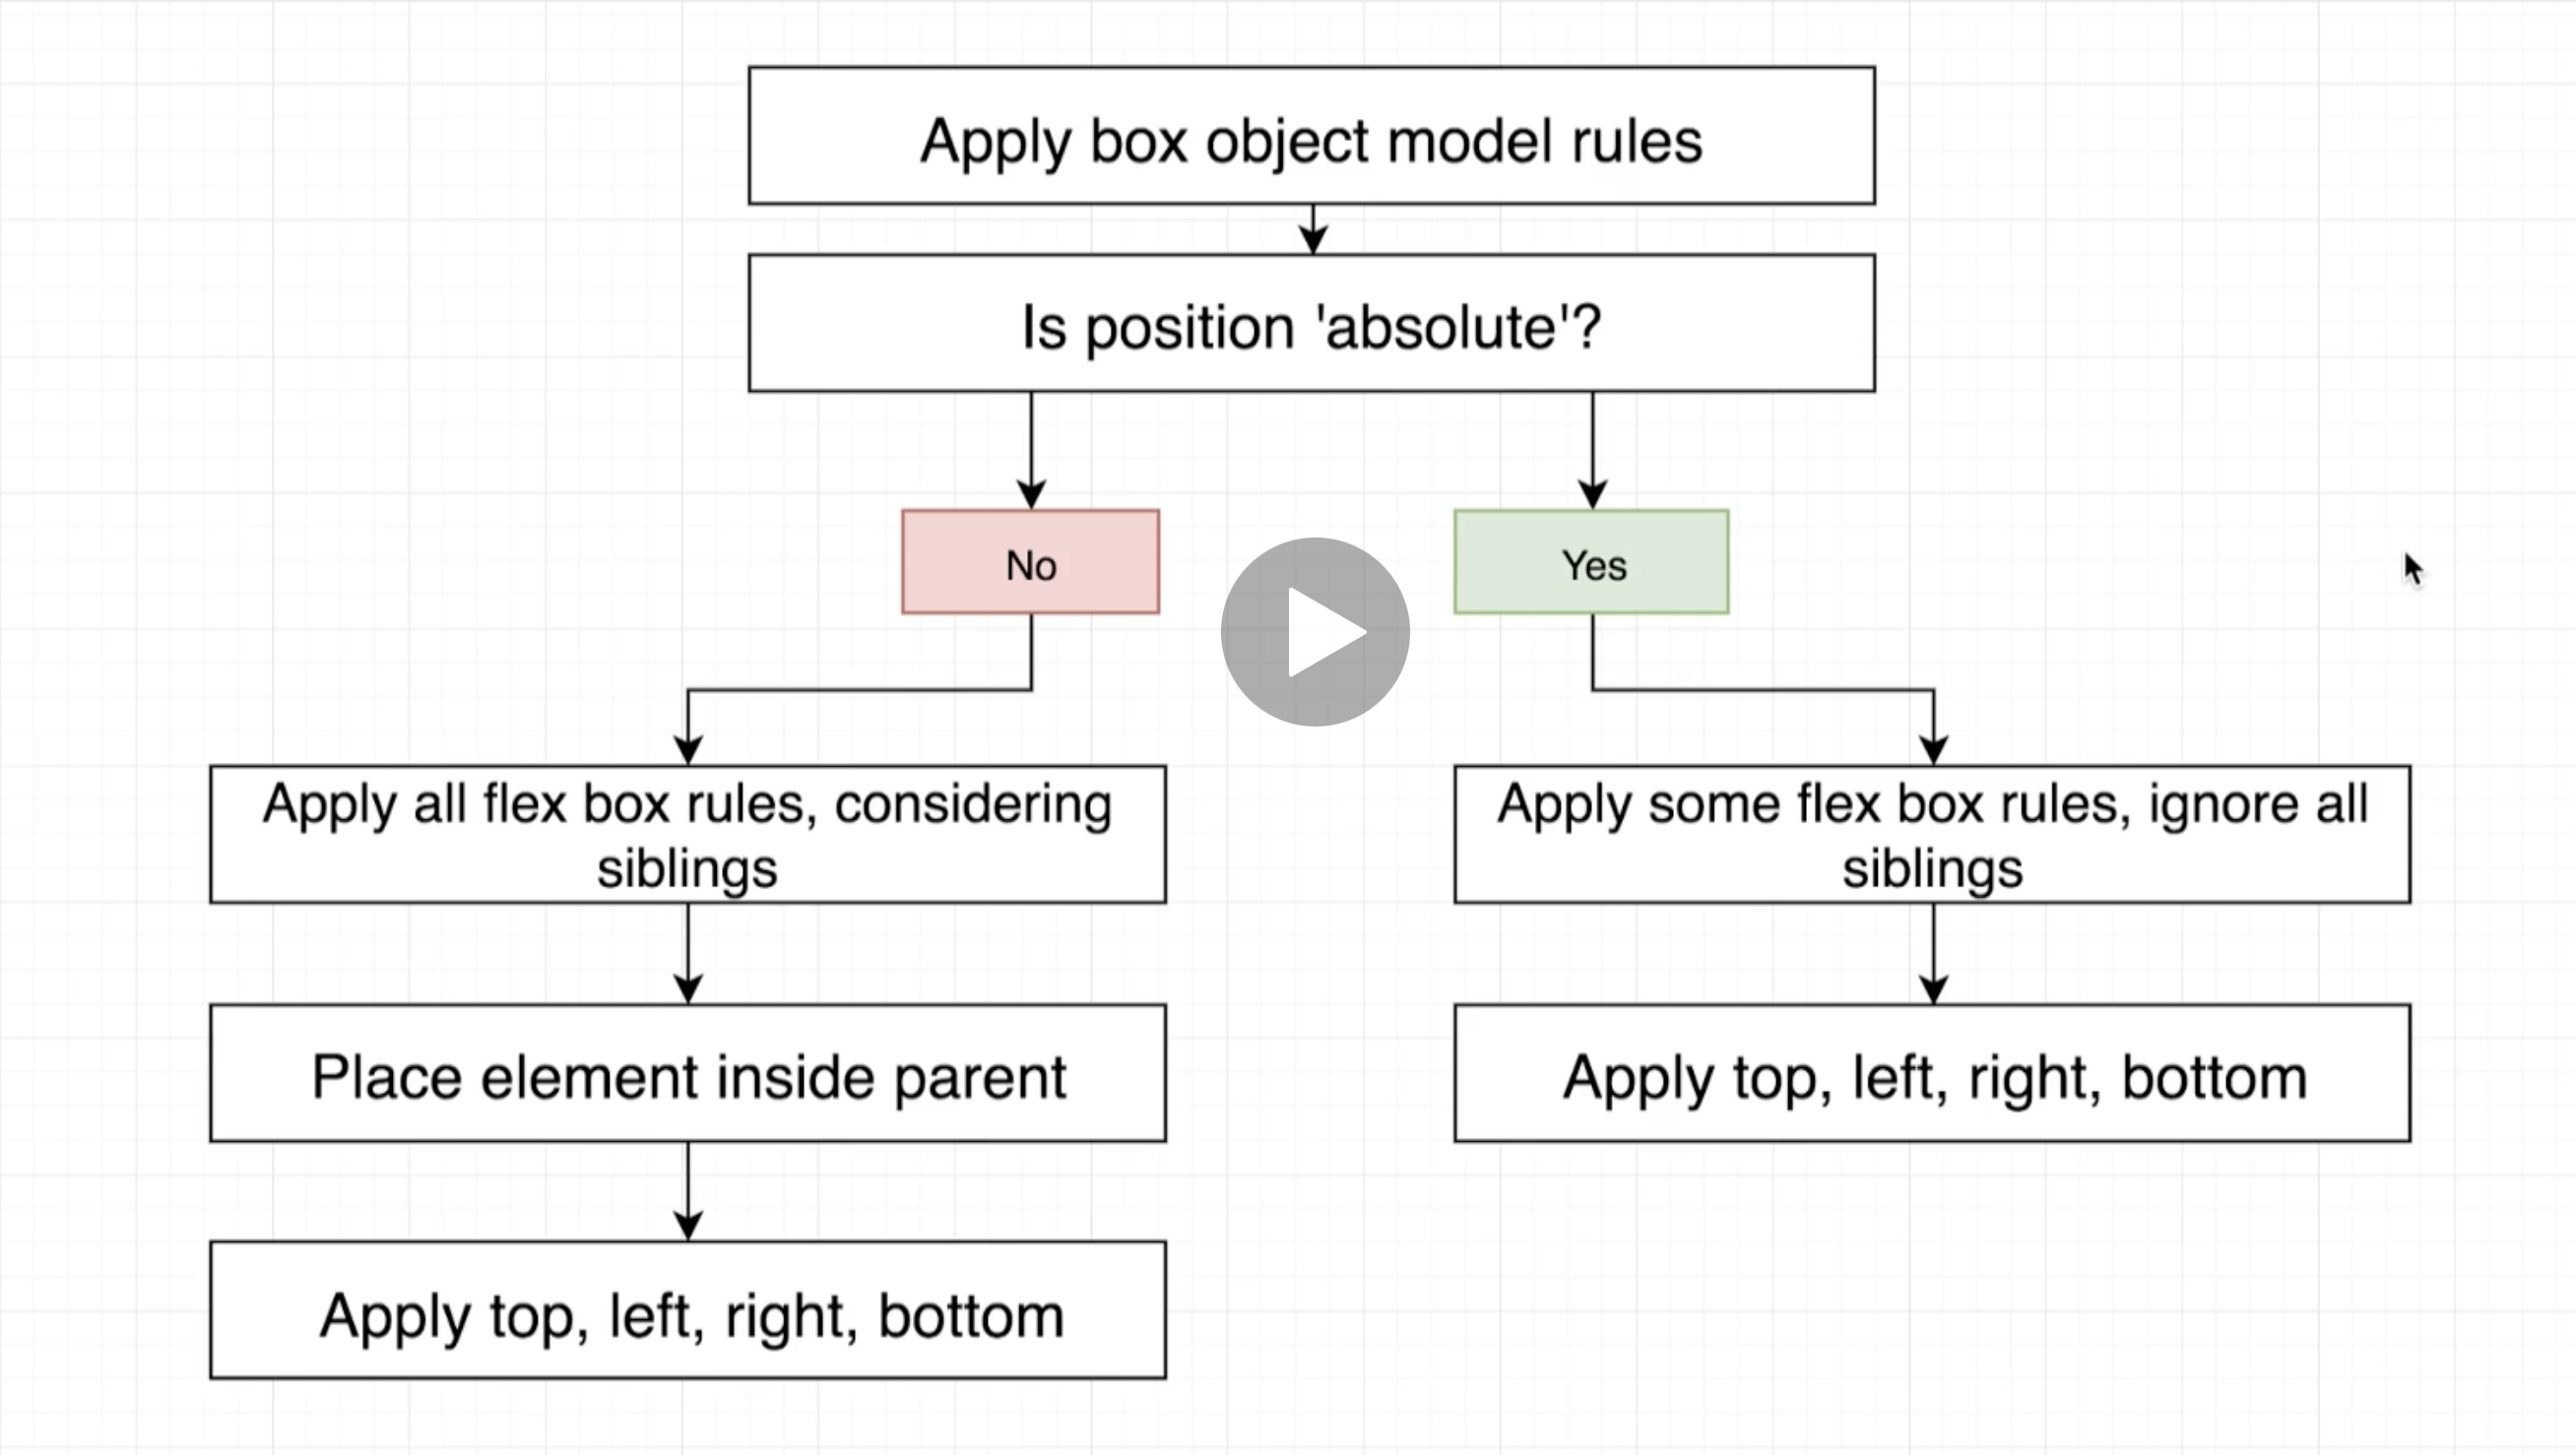 Apply box object model rules
Is position 'absolute'?
No
Yes
Apply all flex box rules, considering
siblings
Apply some flex box rules, ignore all
siblings
Place element inside parent
Apply top, left, right, bottom
Apply top, left, right, bottom